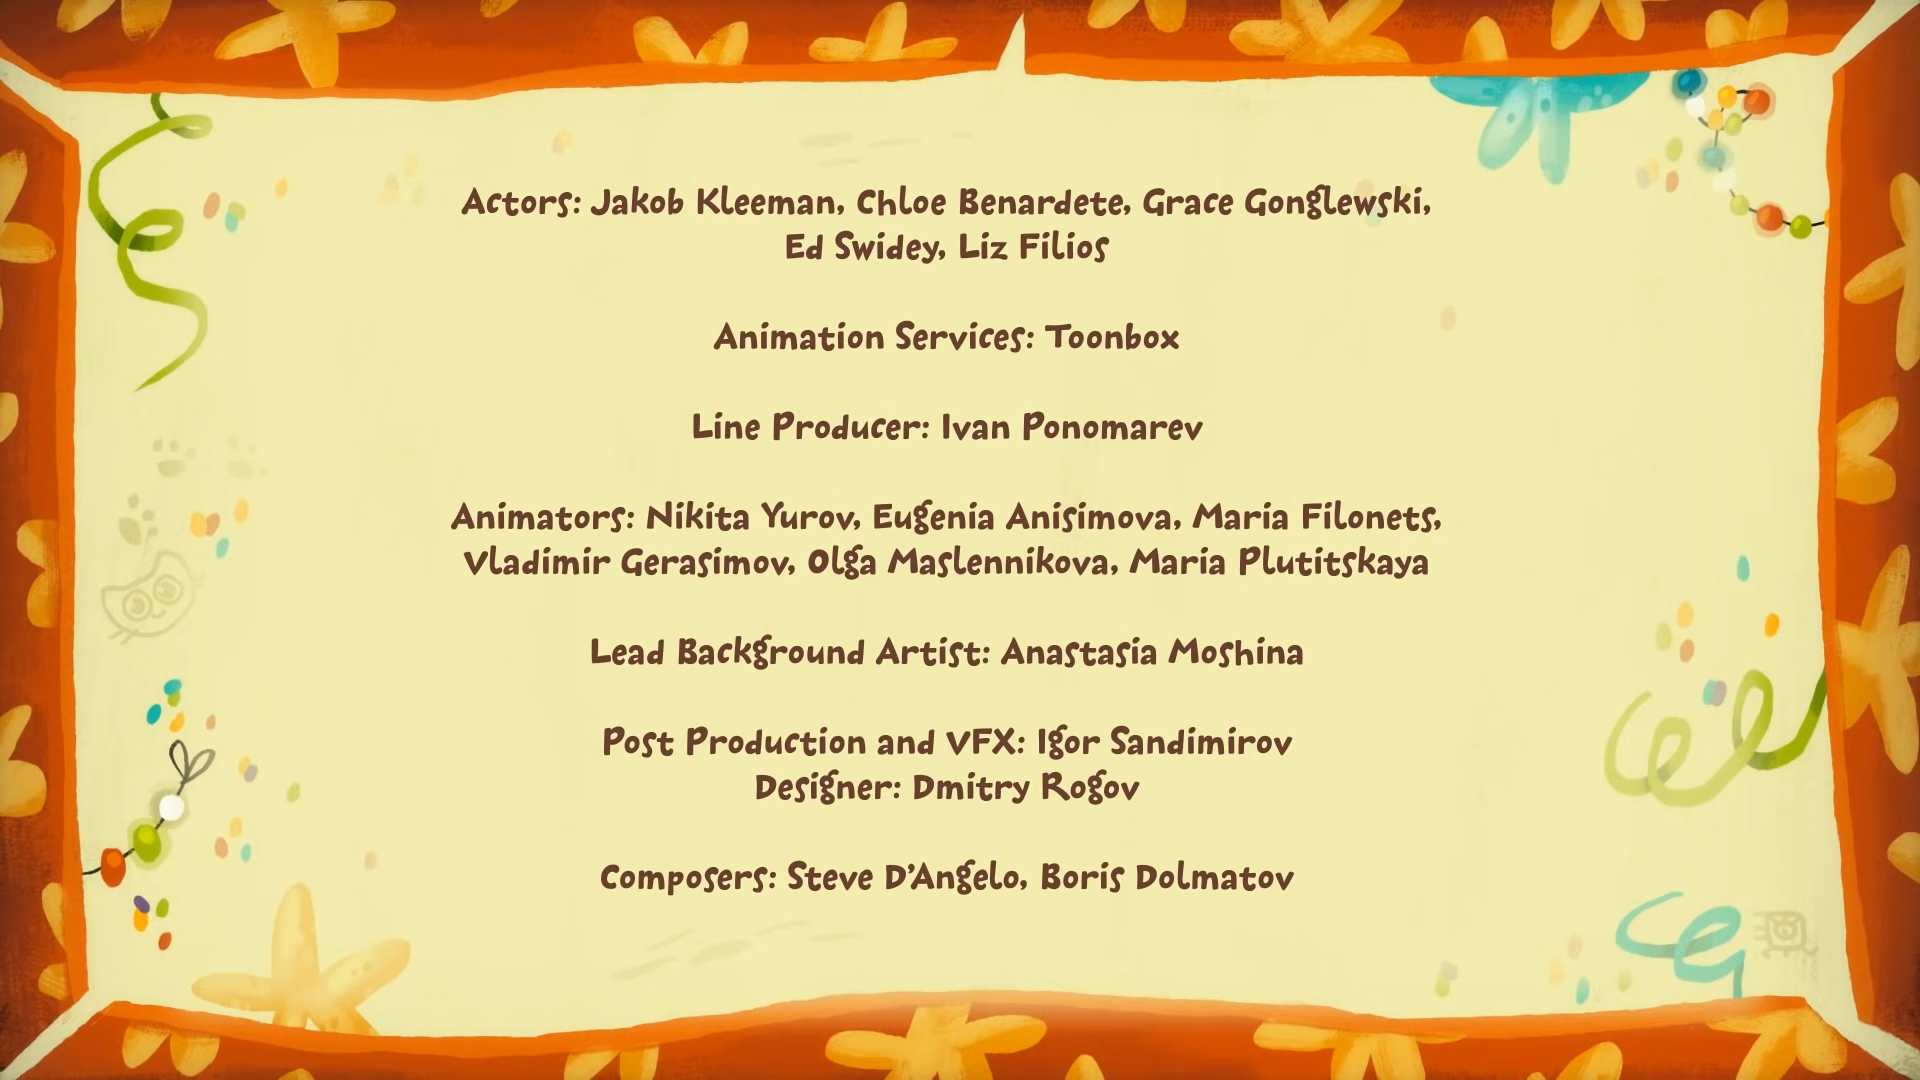 Actors: Jakob Kleeman, Chloe Benardete, Grace Gonglewski,
Ed Swidey, Liz Filios
Animation Services: Toonbox
Line Producer: Ivan Ponomarev
Animators: Nikita Yurov, Eugenia Anisimova, Maria Filonets,
Vladimir Gerasimov, Olga Maslennikova, Maria Plutitskaya
Lead Background Artist: Anastasia Moshina
Post Production and VFX: Igor Sandimirov
Designer: Dmitry Rogov
Composers: Steve D'Angelo, Boris Dolmatov